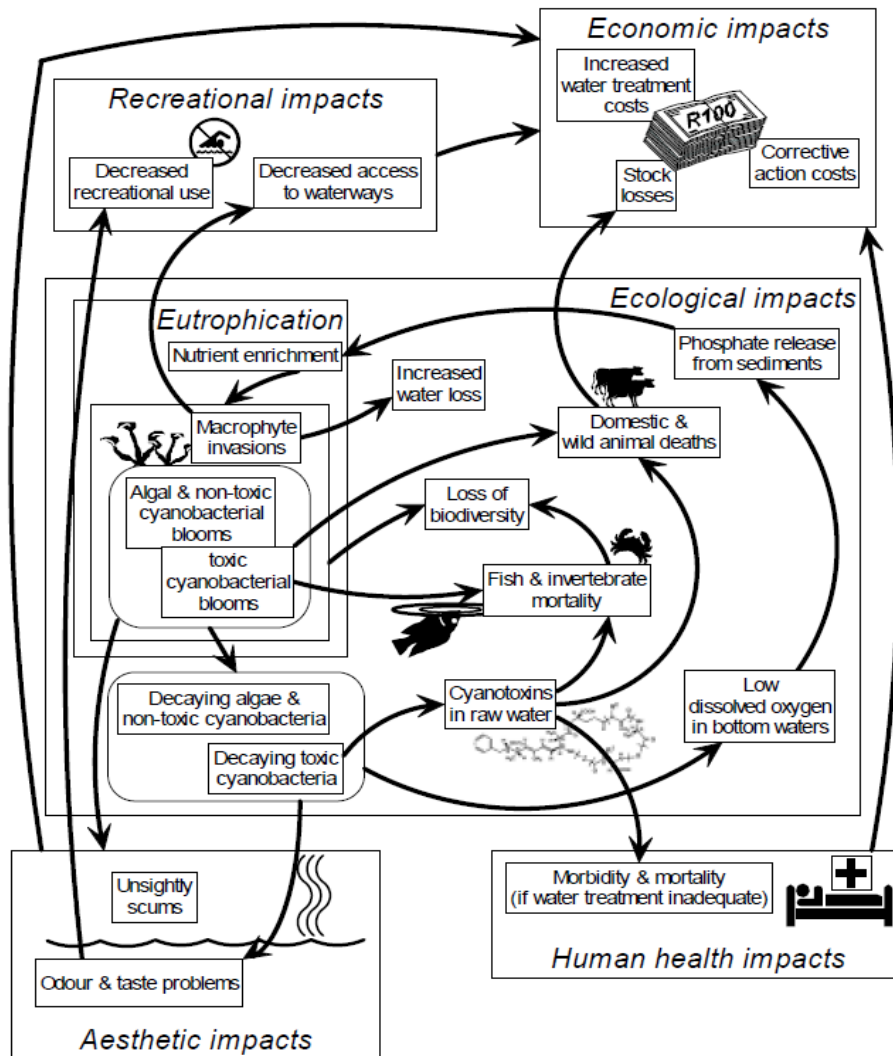 Economic impacts
Increased
water treatment
costs
R100
Corrective
action costs
Stock
losses
Recreational impacts
Decreased
recreational use
Decreased access
to waterways
Ecological impacts
Eutrophication
Nutrient enrichment
Phosphate release
from sediments
Increased
water loss
Macrophyte
invasions
Domestic &
wild animal deaths
Algal & non-toxic
cyanobacterial
blooms
Loss of
biodiversity
toxic
cyanobacterial
blooms
Fish & invertebrate
mortality
Decaying algae &
non-toxic cyanobacteria
Cyanotoxins
in raw water
Low
dissolved oxygen
in bottom waters
Decaying toxic
cyanobacteria
Unsightly
scums
Odour & taste problems
Aesthetic impacts
Morbidity & mortality
(if water treatment inadequate)
Human health impacts